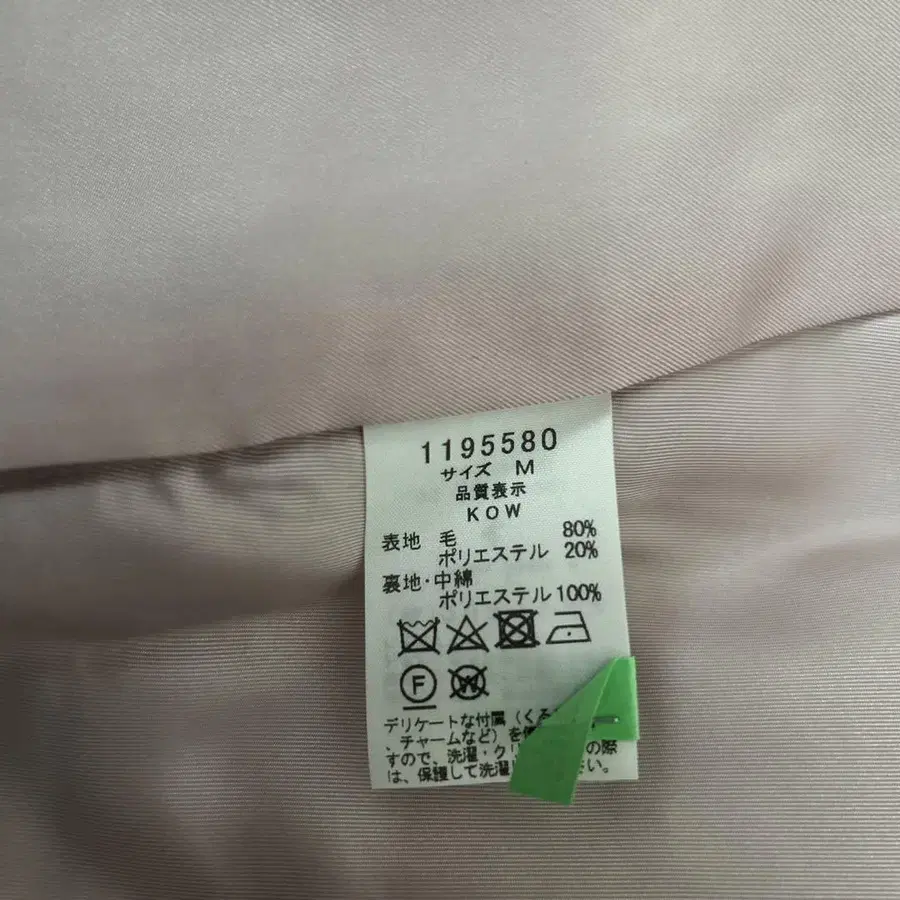 1195580
サイズ M
品質表示
KOW
表地 毛 80%
ポリエステル 20%
裏地・中綿
ポリエステル 100%
F
W
デリケートな付属（
、チャームなど）を
すので、洗濯・クリ の際
は、保護して洗濯 い。